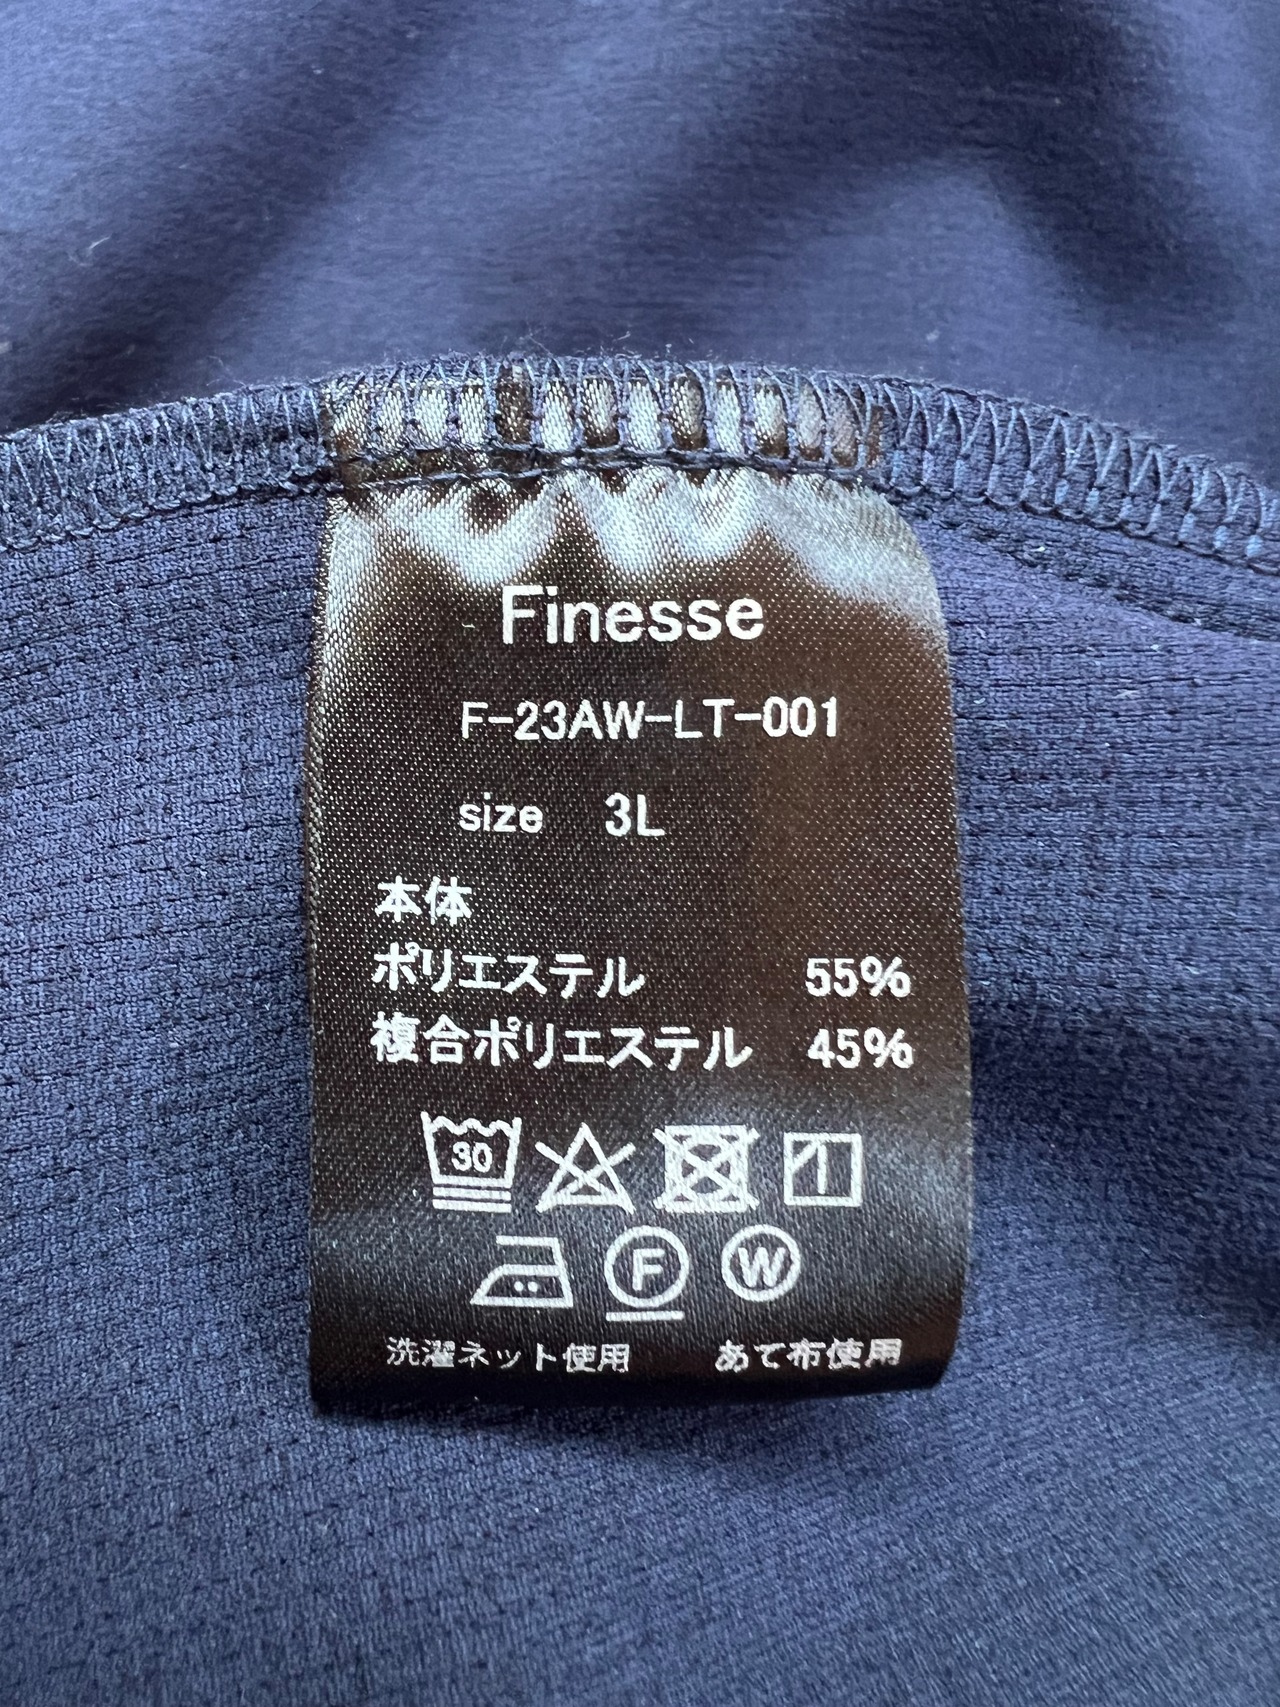 Finesse
F-23AW-LT-001
size 3L
本体
ポリエステル 55%
複合ポリエステル 45%
30
F W
洗濯ネット使用 あて布使用